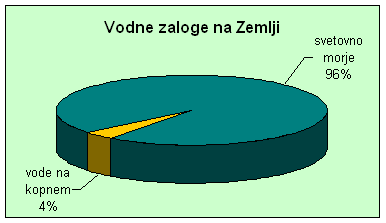 Vodne zaloge na Zemlji
svetovno
morje
96%
vode na
kopnem
4%